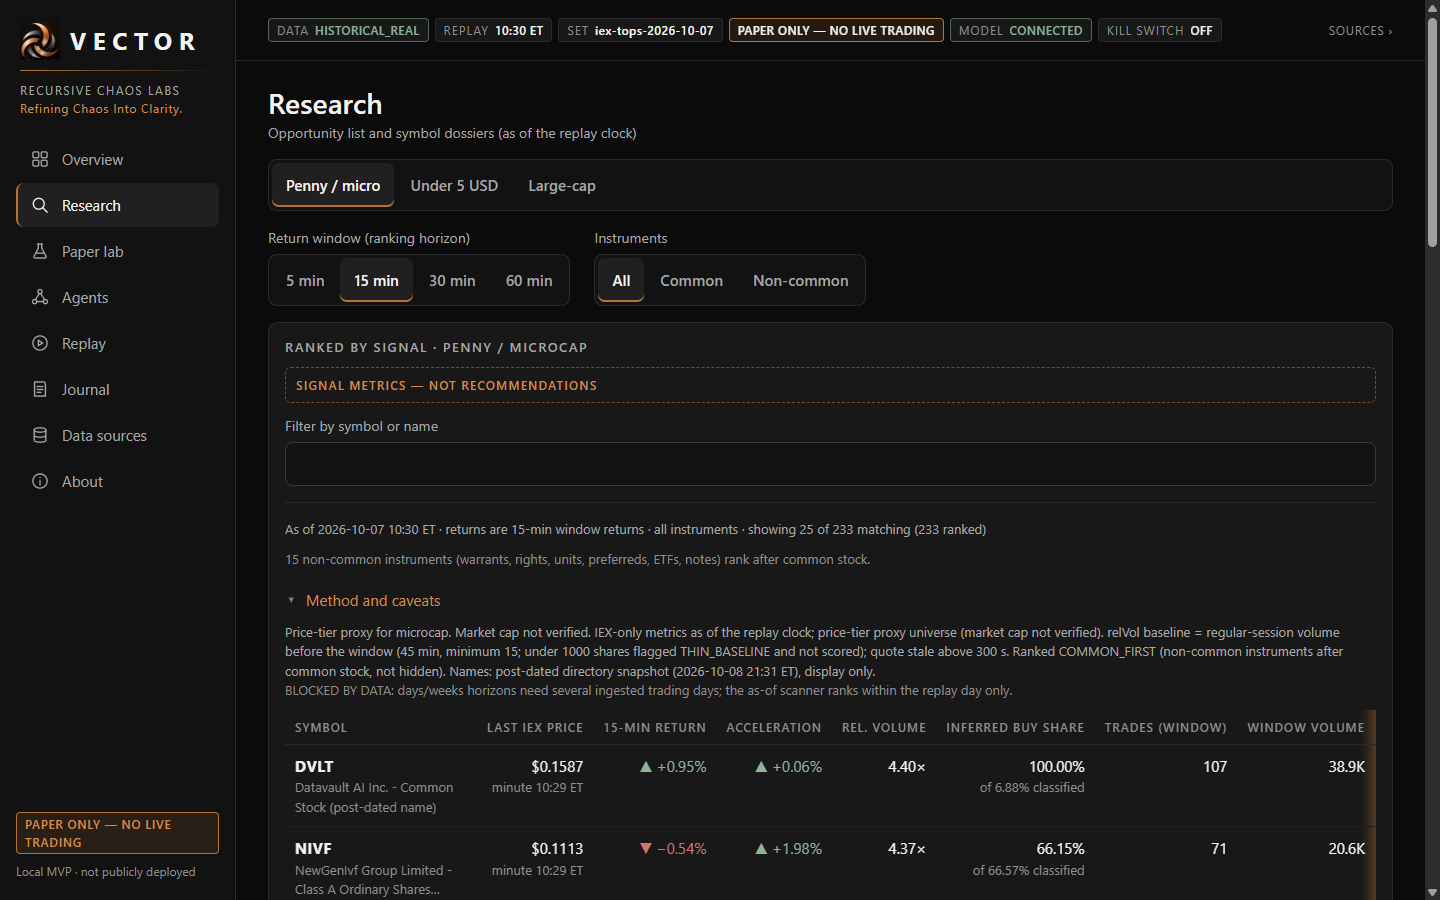 VECTOR
RECURSIVE CHAOS LABS
Refining Chaos Into Clarity.
Overview
Research
Paper lab
Agents
Replay
Journal
Data sources
About
PAPER ONLY — NO LIVE
TRADING
Local MVP · not publicly deployed
DATA HISTORICAL_REAL
REPLAY 10:30 ET
SET iex-tops-2026-10-07
PAPER ONLY — NO LIVE TRADING
MODEL CONNECTED
KILL SWITCH OFF
SOURCES ›
Research
Opportunity list and symbol dossiers (as of the replay clock)
Penny / micro Under 5 USD Large-cap
Return window (ranking horizon) Instruments
5 min 15 min 30 min 60 min All Common Non-common
RANKED BY SIGNAL · PENNY / MICROCAP
SIGNAL METRICS — NOT RECOMMENDATIONS
Filter by symbol or name
As of 2026-10-07 10:30 ET · returns are 15-min window returns · all instruments · showing 25 of 233 matching (233 ranked)
15 non-common instruments (warrants, rights, units, preferreds, ETFs, notes) rank after common stock.
▼ Method and caveats
Price-tier proxy for microcap. Market cap not verified. IEX-only metrics as of the replay clock; price-tier proxy universe (market cap not verified). relVol baseline = regular-session volume
before the window (45 min, minimum 15; under 1000 shares flagged THIN_BASELINE and not scored); quote stale above 300 s. Ranked COMMON_FIRST (non-common instruments after
common stock, not hidden). Names: post-dated directory snapshot (2026-10-08 21:31 ET), display only.
BLOCKED BY DATA: days/weeks horizons need several ingested trading days; the as-of scanner ranks within the replay day only.
SYMBOL LAST IEX PRICE 15-MIN RETURN ACCELERATION REL. VOLUME INFERRED BUY SHARE TRADES (WINDOW) WINDOW VOLUME
DVLT $0.1587 ▲ +0.95% ▲ +0.06% 4.40× 100.00% 107 38.9K
Datavault AI Inc. - Common minute 10:29 ET of 6.88% classified
Stock (post-dated name)
NIVF $0.1113 ▼ −0.54% ▲ +1.98% 4.37× 66.15% 71 20.6K
NewGenIvf Group Limited - minute 10:29 ET of 66.57% classified
Class A Ordinary Shares...